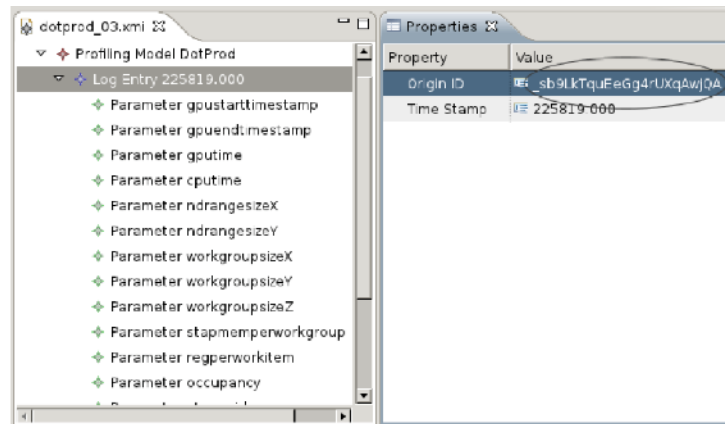 dotprod_03.xmi
Profiling Model DotProd
Log Entry 225819.000
Parameter gpustarttimestamp
Parameter gpuendtimestamp
Parameter gputime
Parameter cputime
Parameter ndrangesizeX
Parameter ndrangesizeY
Parameter workgroupsizeX
Parameter workgroupsizeY
Parameter workgroupsizeZ
Parameter stapmemperworkgroup
Parameter regperworkitem
Parameter occupancy
Properties
Property Value
Origin ID _sb9LkTquEeGg4rUXqAwjQA
Time Stamp 225819.000